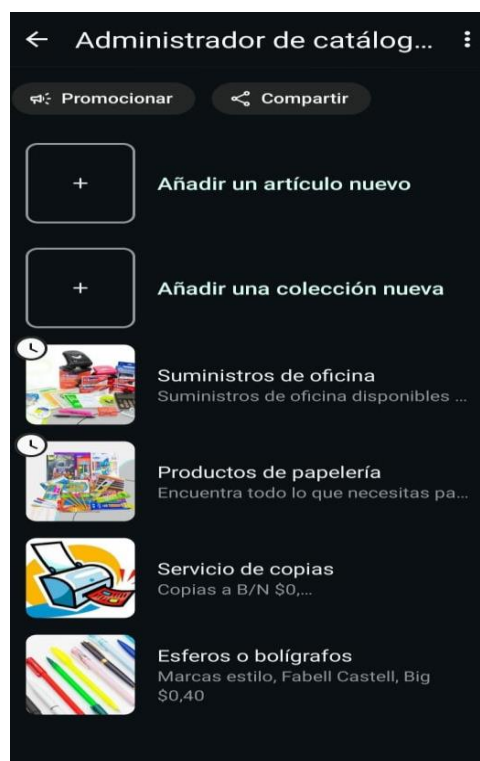 Administrador de catálog...
Promocionar
Compartir
Añadir un artículo nuevo
Añadir una colección nueva
Suministros de oficina
Suministros de oficina disponibles ...
Productos de papelería
Encuentra todo lo que necesitas pa...
Servicio de copias
Copias a B/N $0,...
Esferos o bolígrafos
Marcas estilo, Fabell Castell, Big
$0,40